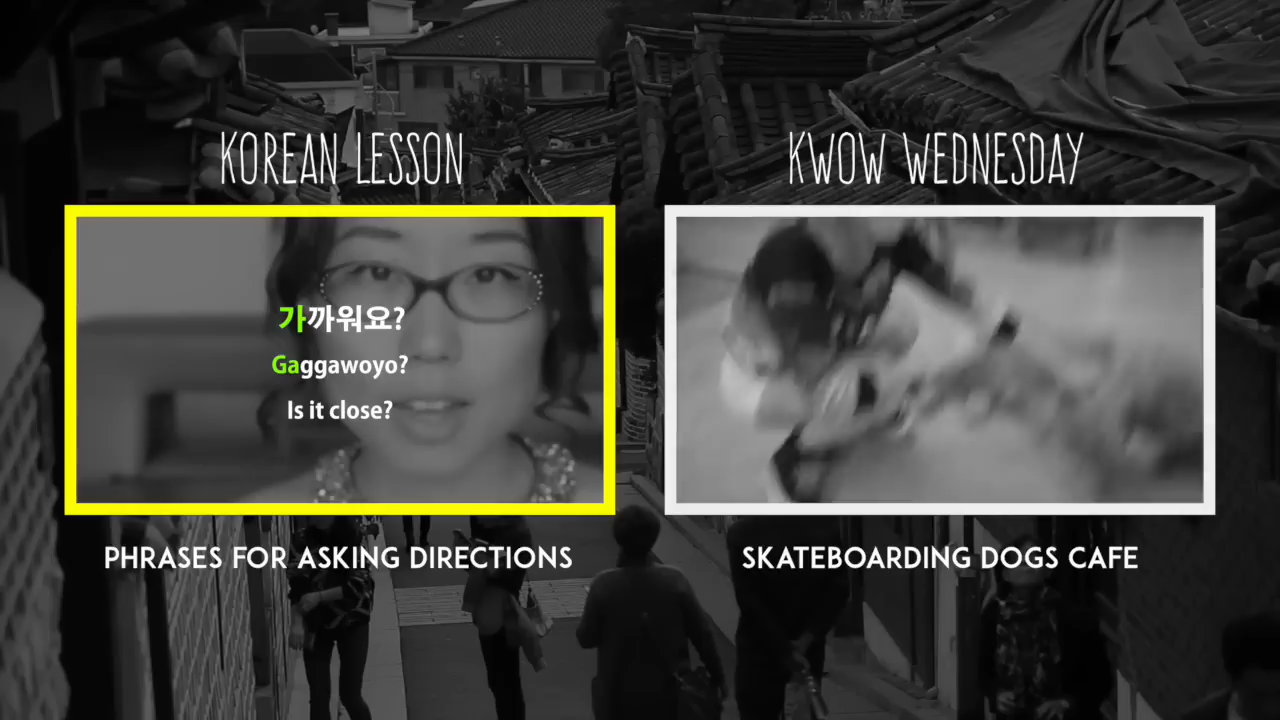 KOREAN LESSON
가까워요?
Gaggawoyo?
Is it close?
PHRASES FOR ASKING DIRECTIONS
KWOW WEDNESDAY
SKATEBOARDING DOGS CAFE